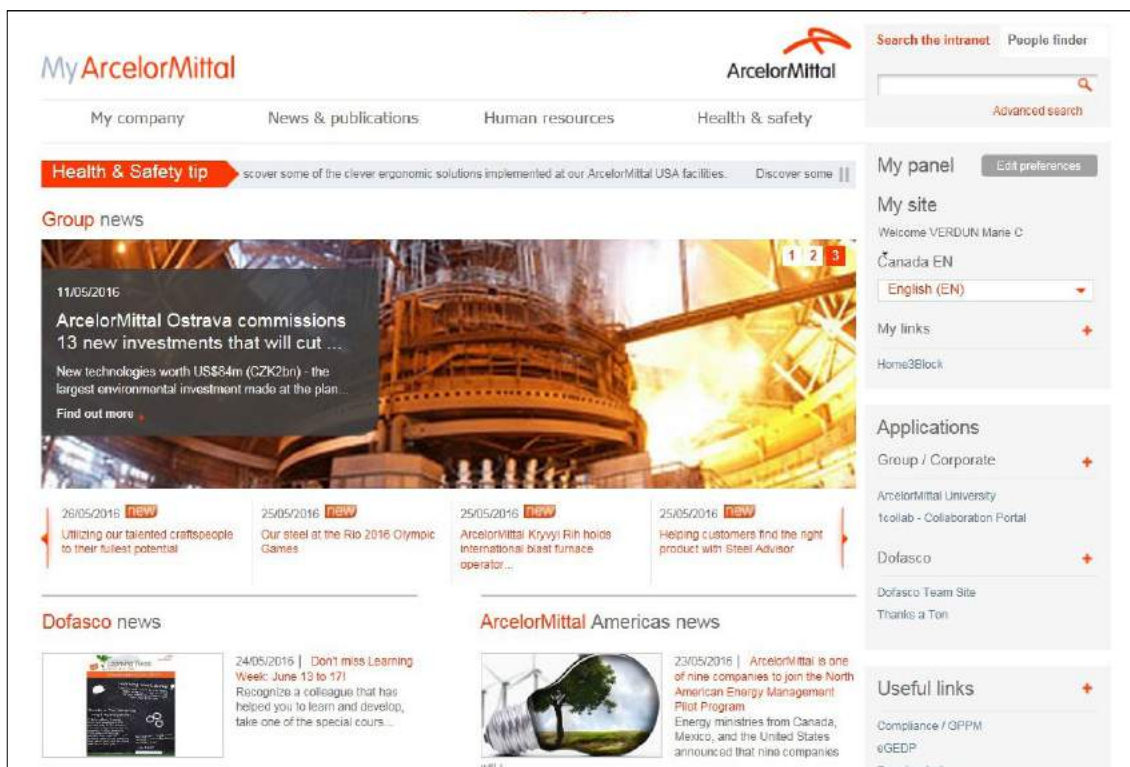 MyArcelorMittal
ArcelorMittal
Search the intranet People finder
Advanced search
My company News & publications Human resources Health & safety
Health & Safety tip
scover some of the clever ergonomic solutions implemented at our ArcelorMittal USA facilities. Discover some
Group news
1 2 3
11/05/2016
ArcelorMittal Ostrava commissions
13 new investments that will cut ...
New technologies worth US$84m (CZK2bn) - the
largest environmental investment made at the plan...
Find out more
26/05/2016 new
Utilizing our talented craftspeople
to their fullest potential
25/05/2016 new
Our steel at the Rio 2016 Olympic
Games
25/05/2016 new
ArcelorMittal Kryvyi Rih holds
international blast furnace
operator...
25/05/2016 new
Helping customers find the right
product with Steel Advisor
Dofasco news
24/05/2016 | Don't miss Learning
Week: June 13 to 17!
Recognize a colleague that has
helped you to learn and develop,
take one of the special cours...
ArcelorMittal Americas news
23/05/2016 | ArcelorMittal is one
of nine companies to join the North
American Energy Management
Pilot Program
Energy ministries from Canada,
Mexico, and the United States
announced that nine companies
My panel Edit preferences
My site
Welcome VERDUN Marie C
Canada EN
English (EN)
My links +
Home3Block
Applications
Group / Corporate +
ArcelorMittal University
1collab - Collaboration Portal
Dofasco +
Dofasco Team Site
Thanks a Ton
Useful links +
Compliance / GPPM
eGEDP